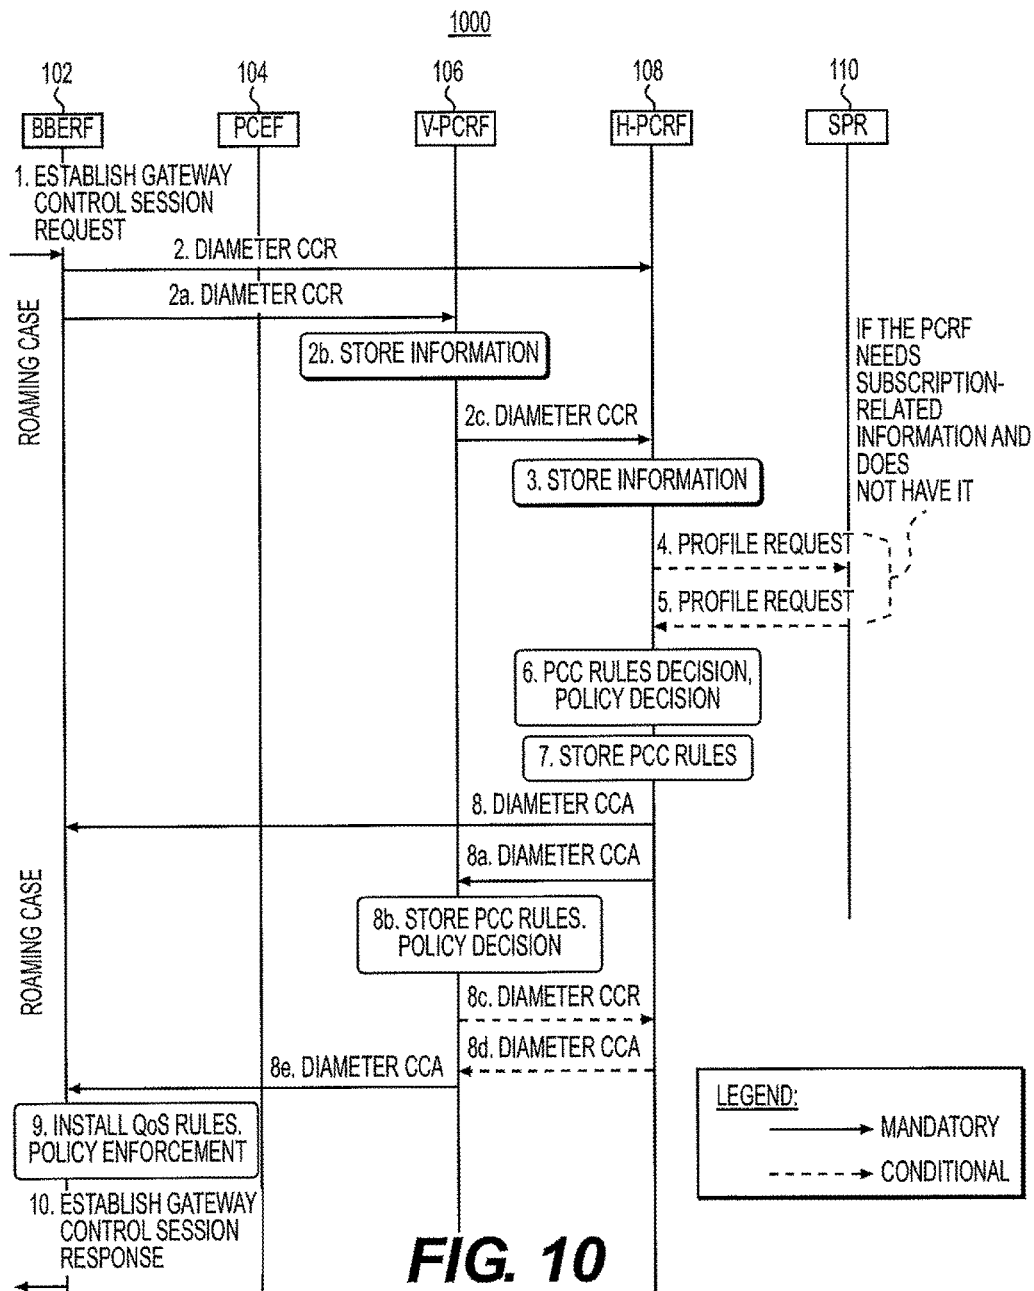 1000
102
104
106
108
110
BBERF
PCEF
V-PCRF
H-PCRF
SPR
1. ESTABLISH GATEWAY
CONTROL SESSION
REQUEST
2. DIAMETER CCR
2a. DIAMETER CCR
ROAMING CASE
2b. STORE INFORMATION
IF THE PCRF
NEEDS
SUBSCRIPTION-
RELATED
INFORMATION AND
DOES
NOT HAVE IT
2c. DIAMETER CCR
3. STORE INFORMATION
4. PROFILE REQUEST
5. PROFILE REQUEST
6. PCC RULES DECISION,
POLICY DECISION
7. STORE PCC RULES
8. DIAMETER CCA
8a. DIAMETER CCA
ROAMING CASE
8b. STORE PCC RULES.
POLICY DECISION
8c. DIAMETER CCR
8d. DIAMETER CCA
8e. DIAMETER CCA
9. INSTALL QoS RULES.
POLICY ENFORCEMENT
10. ESTABLISH GATEWAY
CONTROL SESSION
RESPONSE
LEGEND:
MANDATORY
CONDITIONAL
FIG. 10